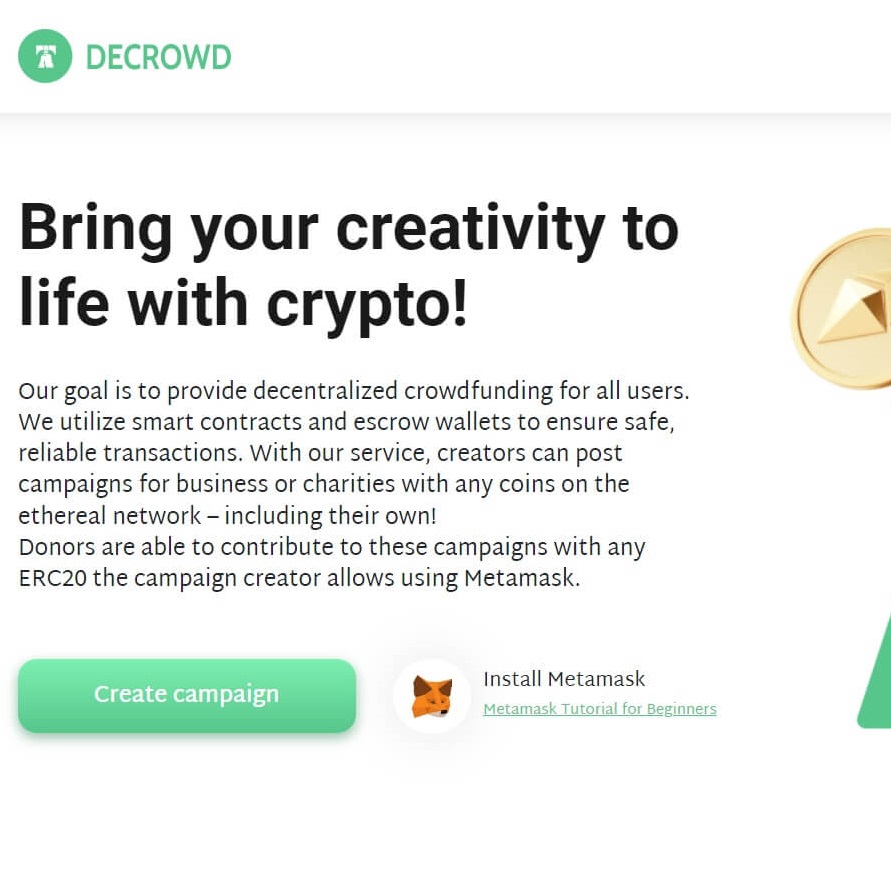 DECROWD
Bring your creativity to
life with crypto!
Our goal is to provide decentralized crowdfunding for all users.
We utilize smart contracts and escrow wallets to ensure safe,
reliable transactions. With our service, creators can post
campaigns for business or charities with any coins on the
ethereal network – including their own!
Donors are able to contribute to these campaigns with any
ERC20 the campaign creator allows using Metamask.
Create campaign
Install Metamask
Metamask Tutorial for Beginners